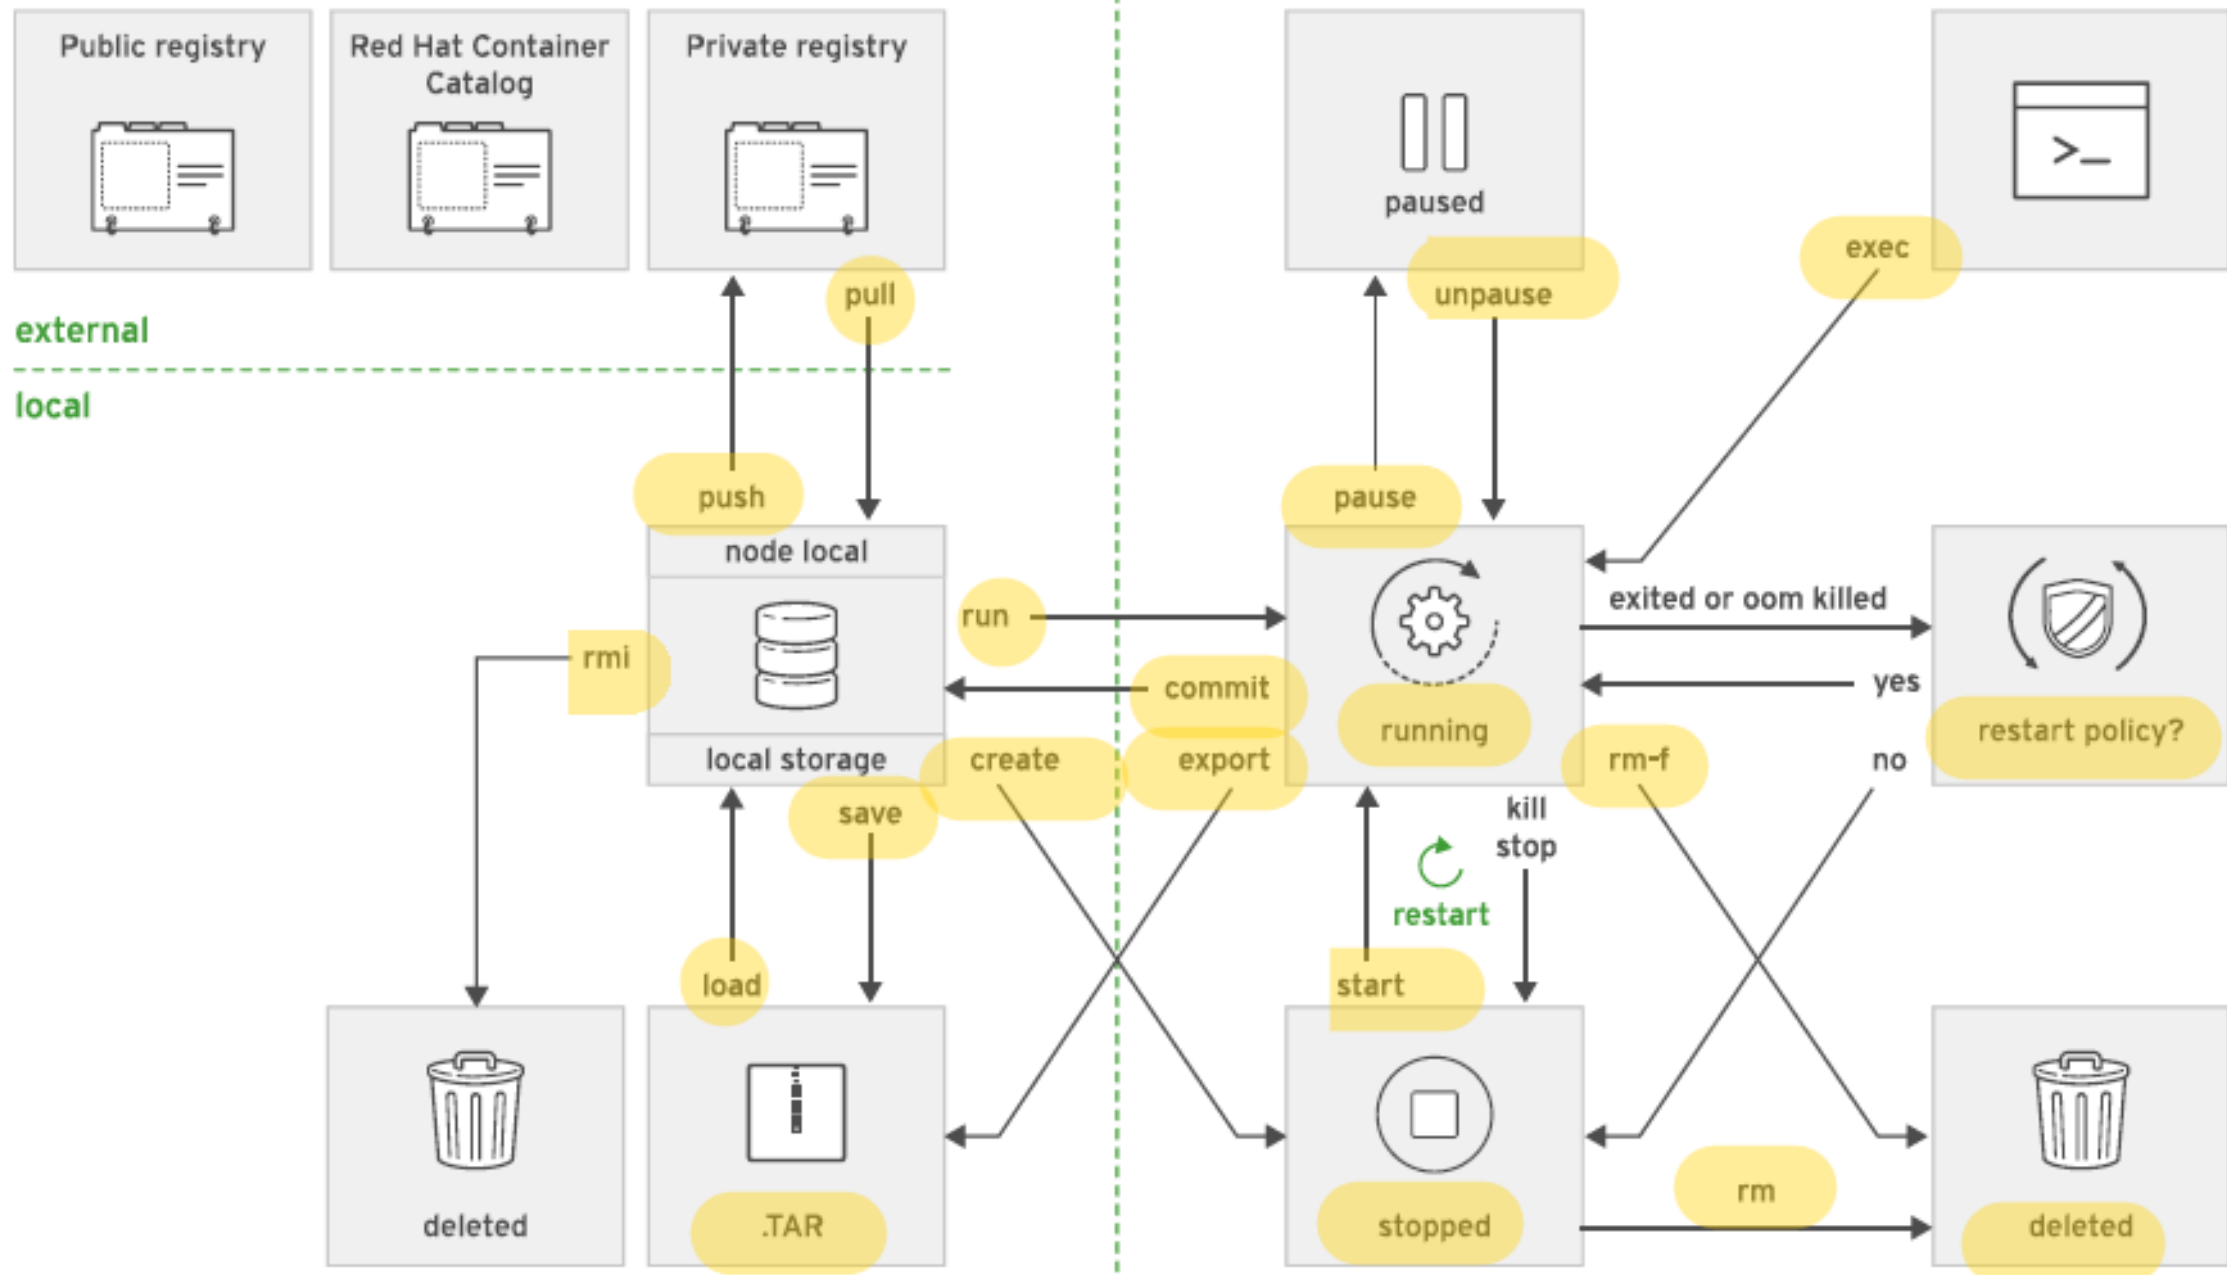 Public registry
Red Hat Container
Catalog
Private registry
paused
>_
exec
pull
unpause
external
local
push
pause
node local
run
exited or oom killed
rmi
commit
yes
running
restart policy?
local storage
create
export
rm-f
no
save
kill
stop
restart
load
start
rm
deleted
.TAR
stopped
deleted